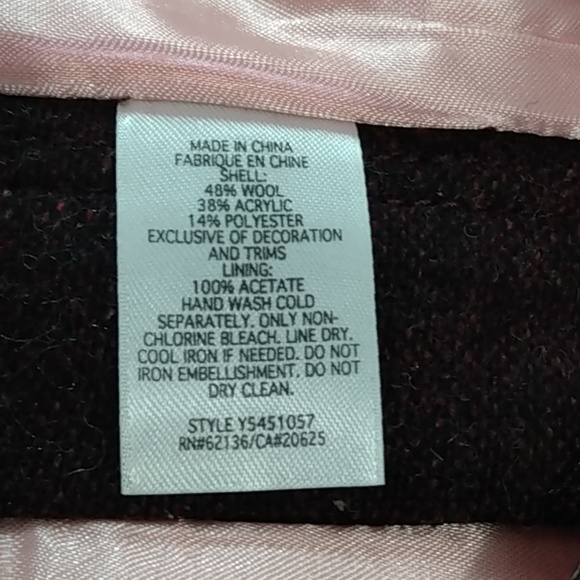 MADE IN CHINA
FABRIQUE EN CHINE
SHELL:
48% WOOL
38% ACRYLIC
14% POLYESTER
EXCLUSIVE OF DECORATION
AND TRIMS
LINING:
100% ACETATE
HAND WASH COLD
SEPARATELY. ONLY NON-
CHLORINE BLEACH. LINE DRY.
COOL IRON IF NEEDED. DO NOT
IRON EMBELLISHMENT. DO NOT
DRY CLEAN.
STYLE Y5451057
RN#62136/CA#20625